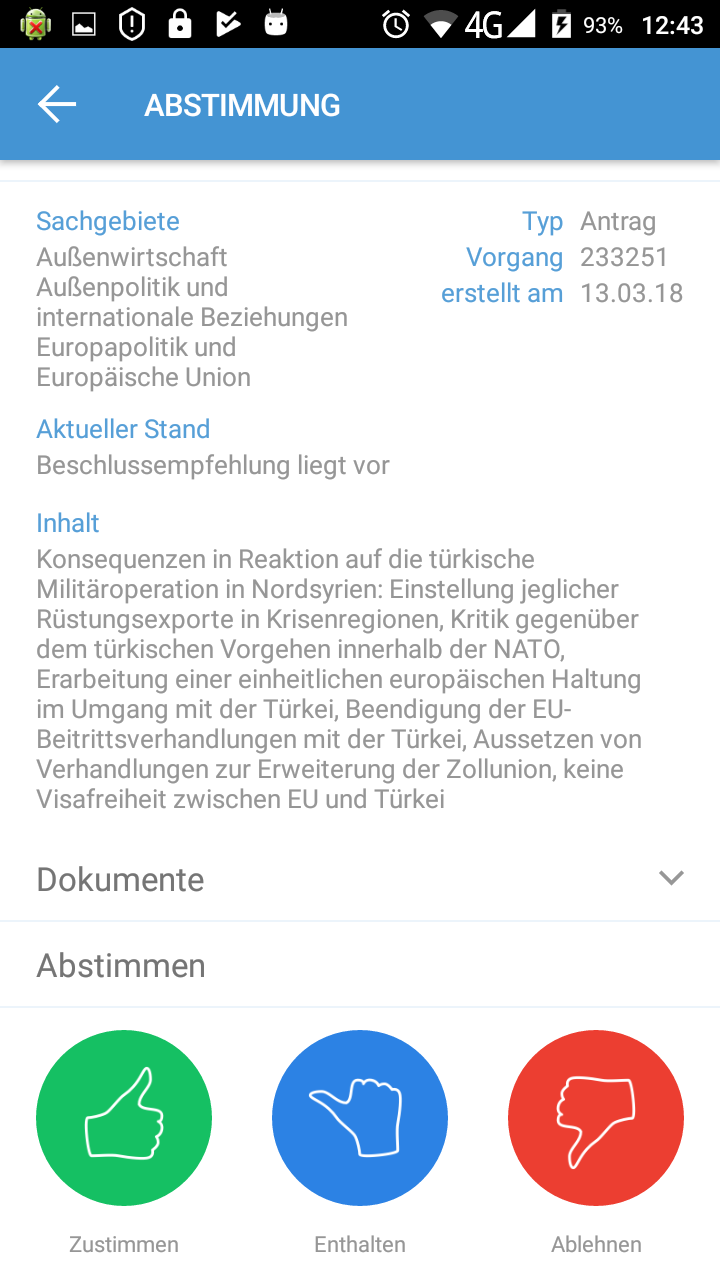 4G 93% 12:43
ABSTIMMUNG
Sachgebiete
Außenwirtschaft
Außenpolitik und
internationale Beziehungen
Europapolitik und
Europäische Union
Typ Antrag
Vorgang 233251
erstellt am 13.03.18
Aktueller Stand
Beschlussempfehlung liegt vor
Inhalt
Konsequenzen in Reaktion auf die türkische
Militäroperation in Nordsyrien: Einstellung jeglicher
Rüstungsexporte in Krisenregionen, Kritik gegenüber
dem türkischen Vorgehen innerhalb der NATO,
Erarbeitung einer einheitlichen europäischen Haltung
im Umgang mit der Türkei, Beendigung der EU-
Beitrittsverhandlungen mit der Türkei, Aussetzen von
Verhandlungen zur Erweiterung der Zollunion, keine
Visafreiheit zwischen EU und Türkei
Dokumente
Abstimmen
Zustimmen
Enthalten
Ablehnen